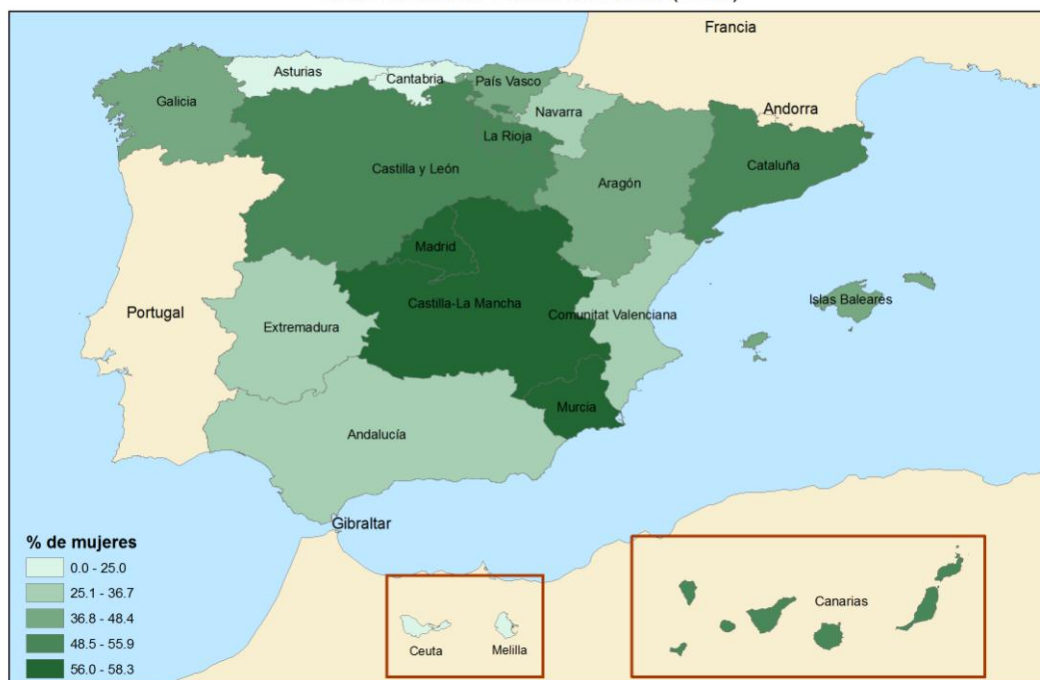 Francia
Asturias
Cantabria
País Vasco
Galicia
Navarra
Andorra
La Rioja
Castilla y León
Cataluña
Aragón
Madrid
Castilla-La Mancha
Islas Baleares
Portugal
Comunitat Valenciana
Extremadura
Murcia
Andalucía
Gibraltar
% de mujeres
0.0 - 25.0
25.1 - 36.7
36.8 - 48.4
48.5 - 55.9
56.0 - 58.3
Ceuta
Melilla
Canarias